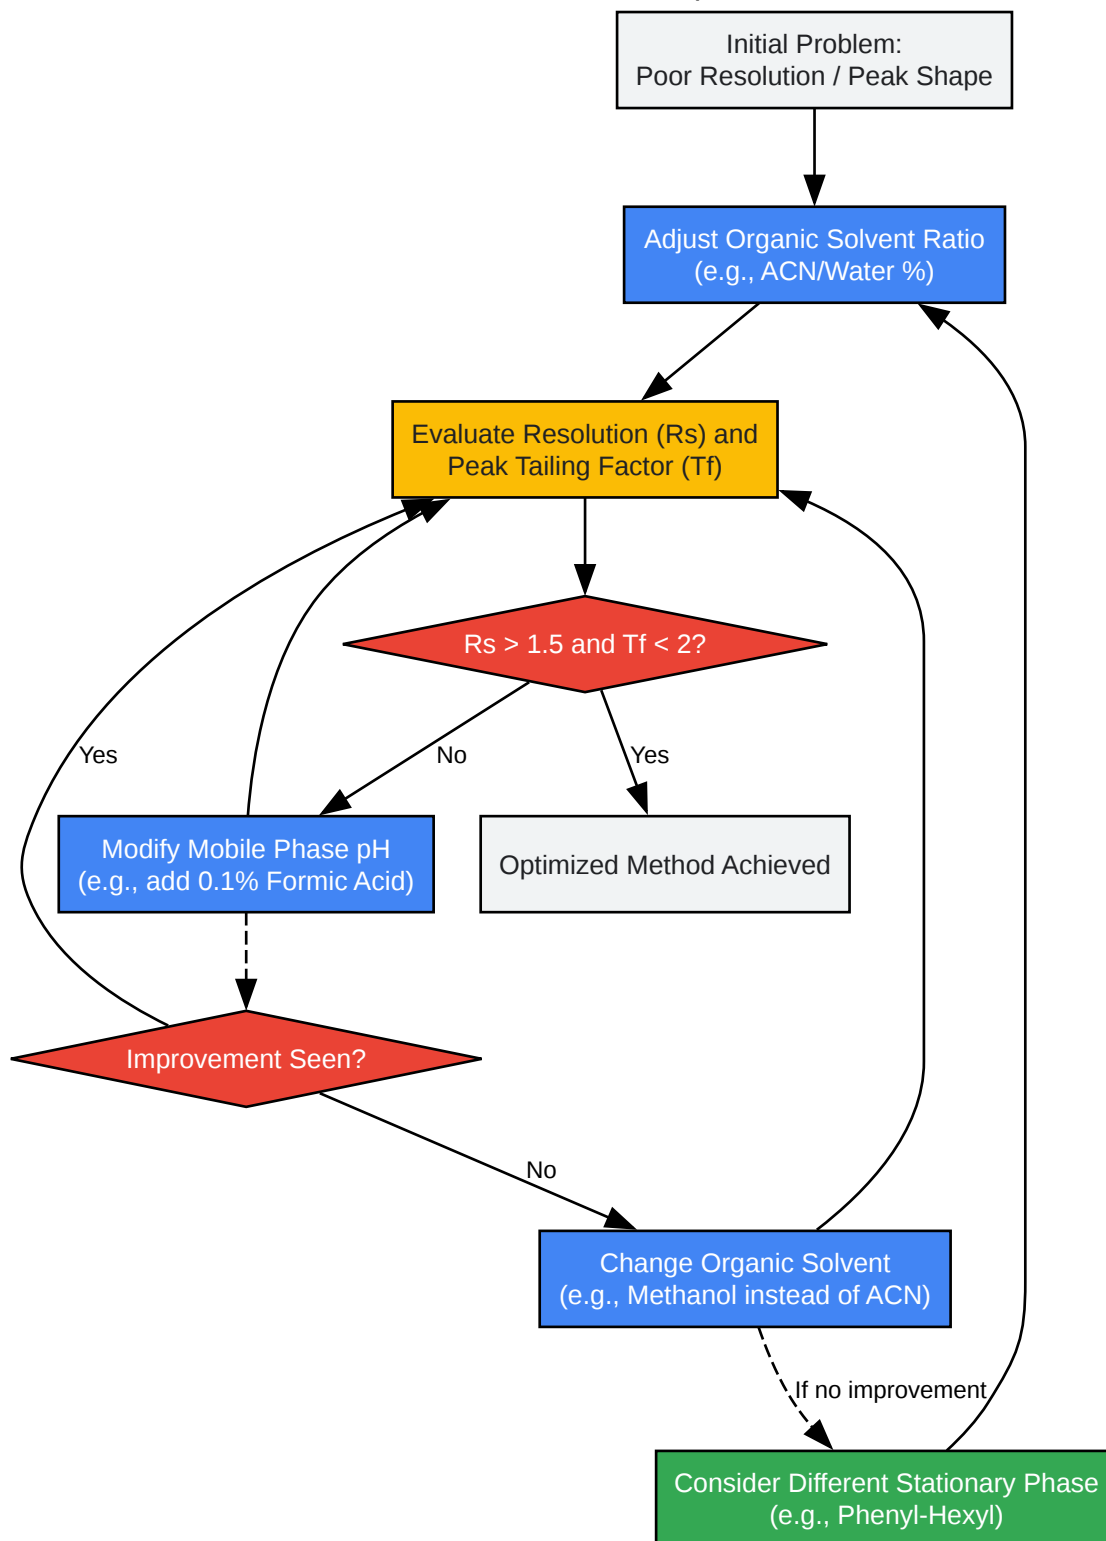 Initial Problem:
Poor Resolution / Peak Shape
Adjust Organic Solvent Ratio
(e.g., ACN/Water %)
Evaluate Resolution (Rs) and
Peak Tailing Factor (Tf)
Rs > 1.5 and Tf < 2?
Yes
No
Yes
Modify Mobile Phase pH
(e.g., add 0.1% Formic Acid)
Optimized Method Achieved
Improvement Seen?
No
Change Organic Solvent
(e.g., Methanol instead of ACN)
If no improvement
Consider Different Stationary Phase
(e.g., Phenyl-Hexyl)